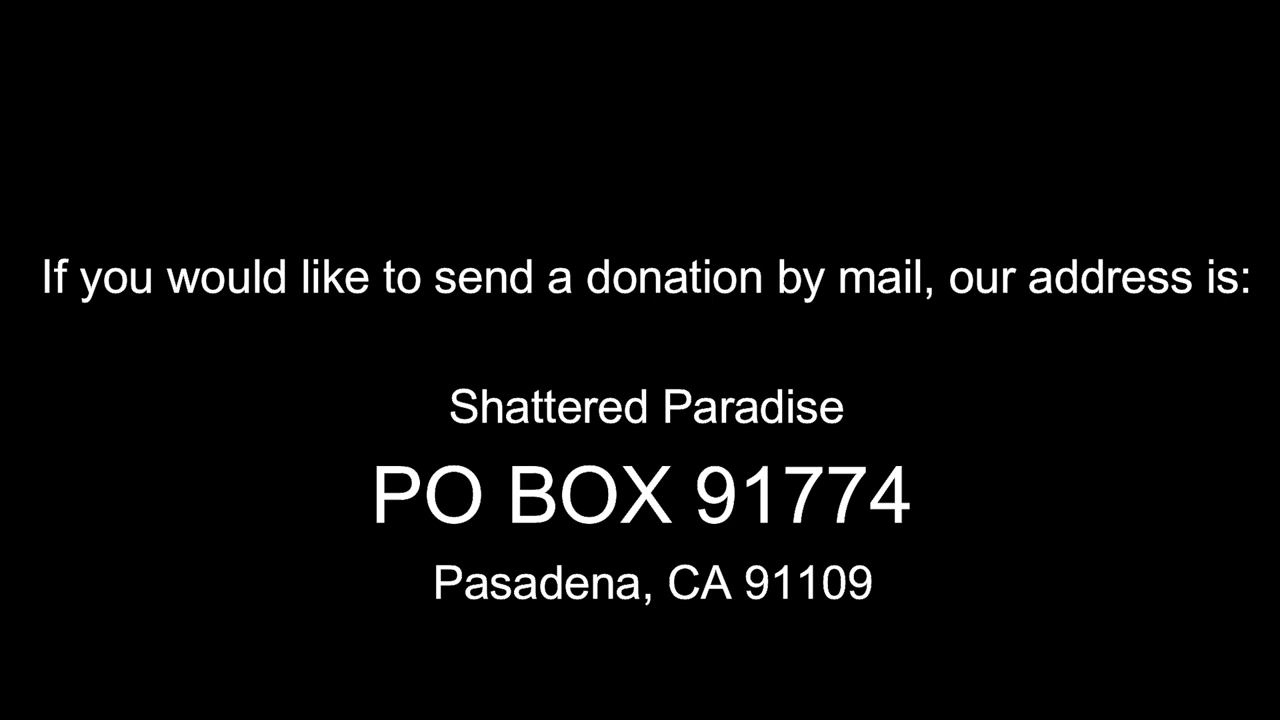 If you would like to send a donation by mail, our address is:
Shattered Paradise
PO BOX 91774
Pasadena, CA 91109